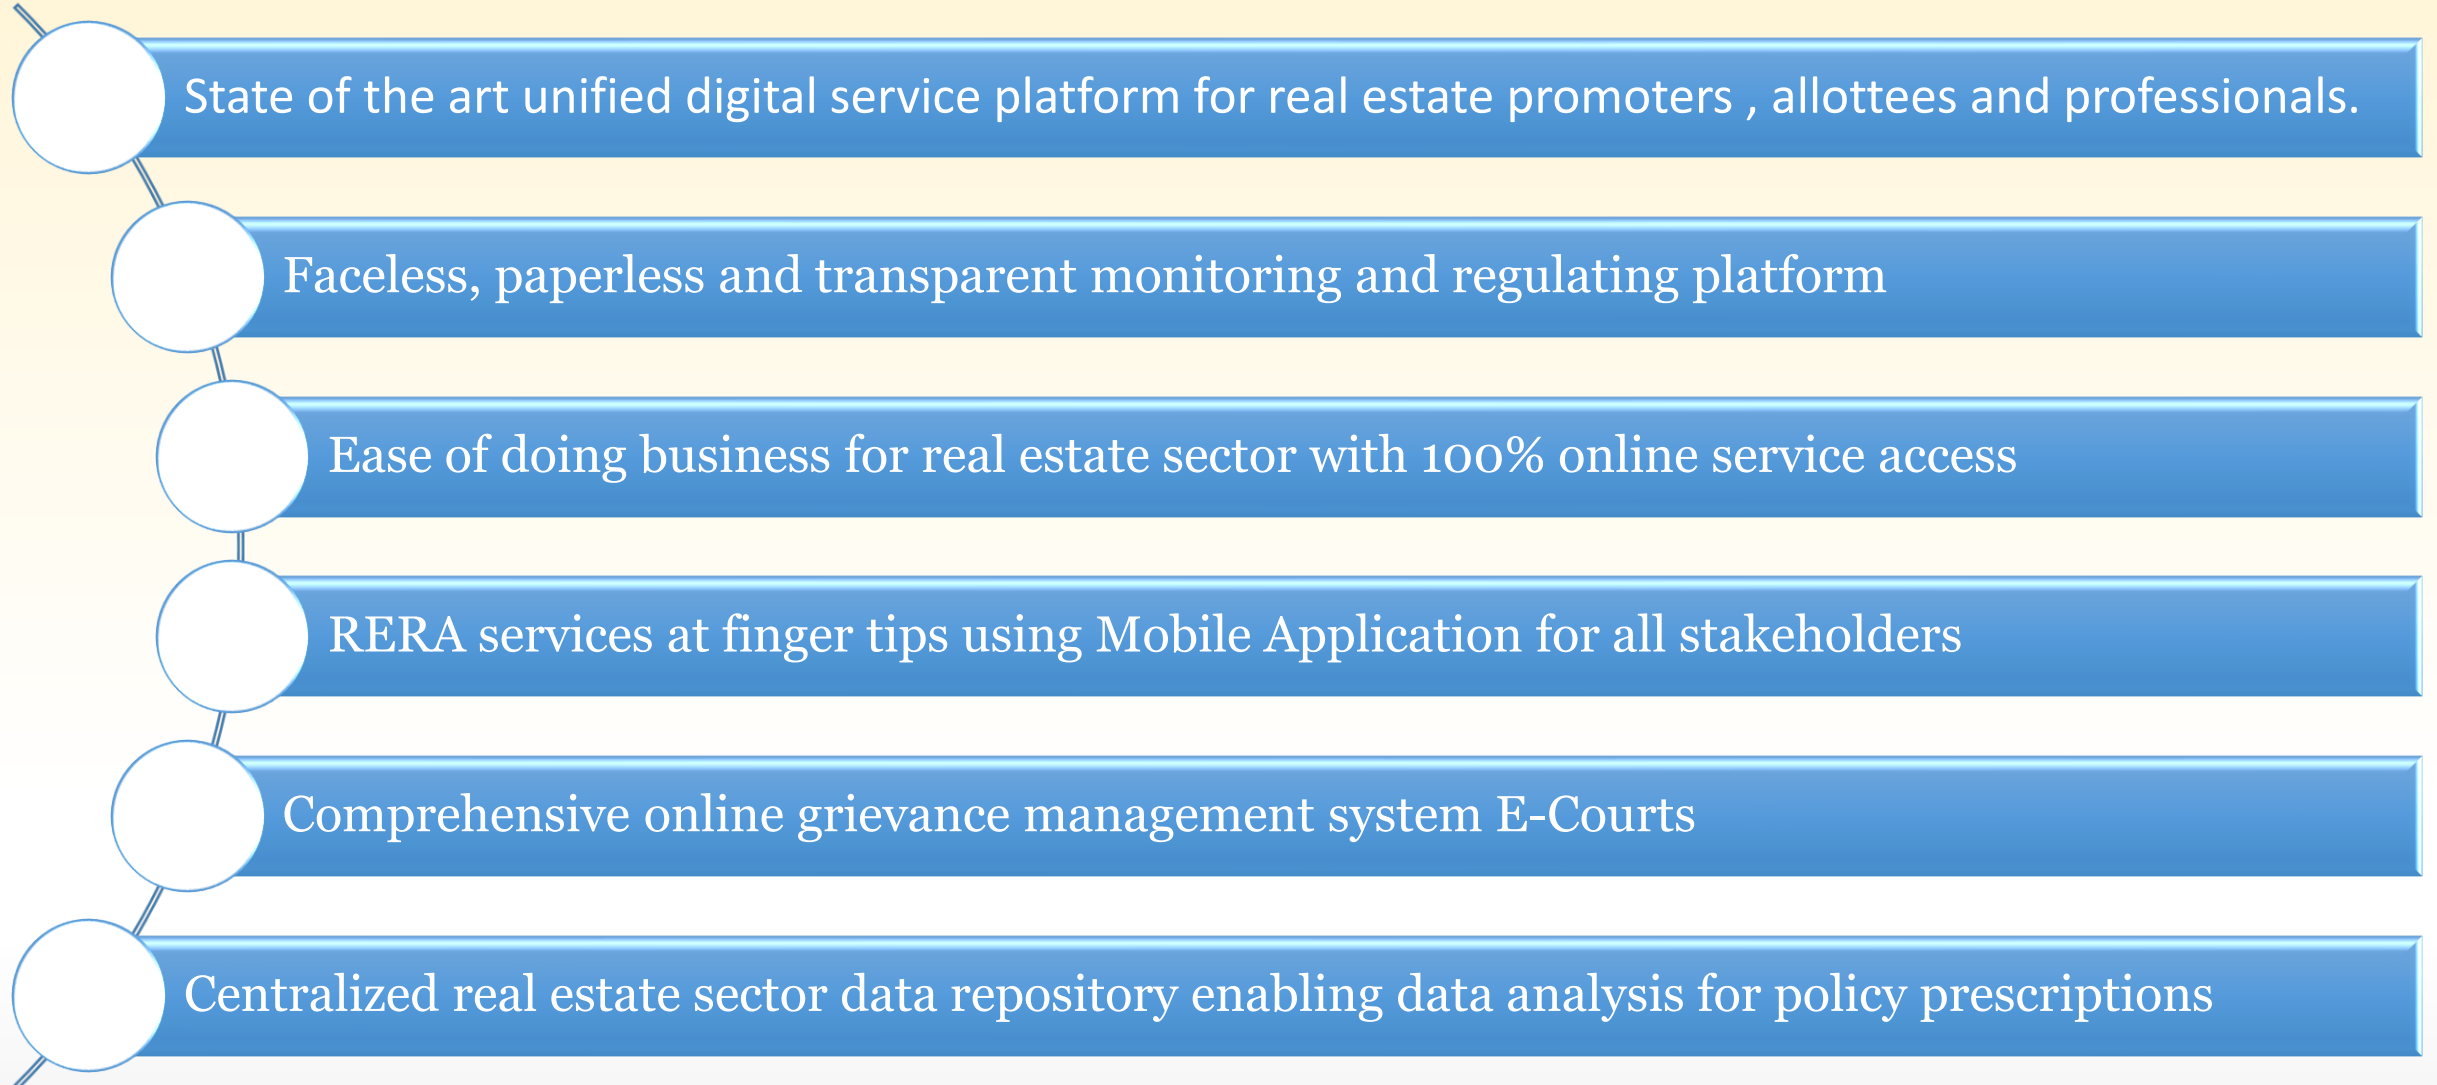 State of the art unified digital service platform for real estate promoters , allottees and professionals.
Faceless, paperless and transparent monitoring and regulating platform
Ease of doing business for real estate sector with 100% online service access
RERA services at finger tips using Mobile Application for all stakeholders
Comprehensive online grievance management system E-Courts
Centralized real estate sector data repository enabling data analysis for policy prescriptions